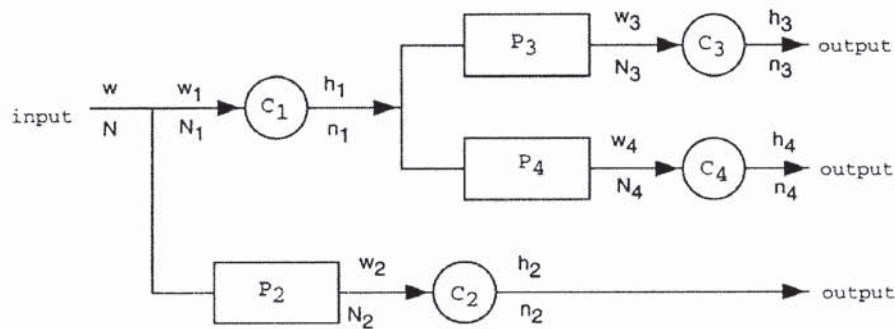 w₃ h₃
P₃ C₃ output
N₃ n₃
w w₁ h₁
input C₁
N N₁ n₁
w₄ h₄
P₄ C₄ output
N₄ n₄
w₂ h₂
P₂ C₂ output
N₂ n₂